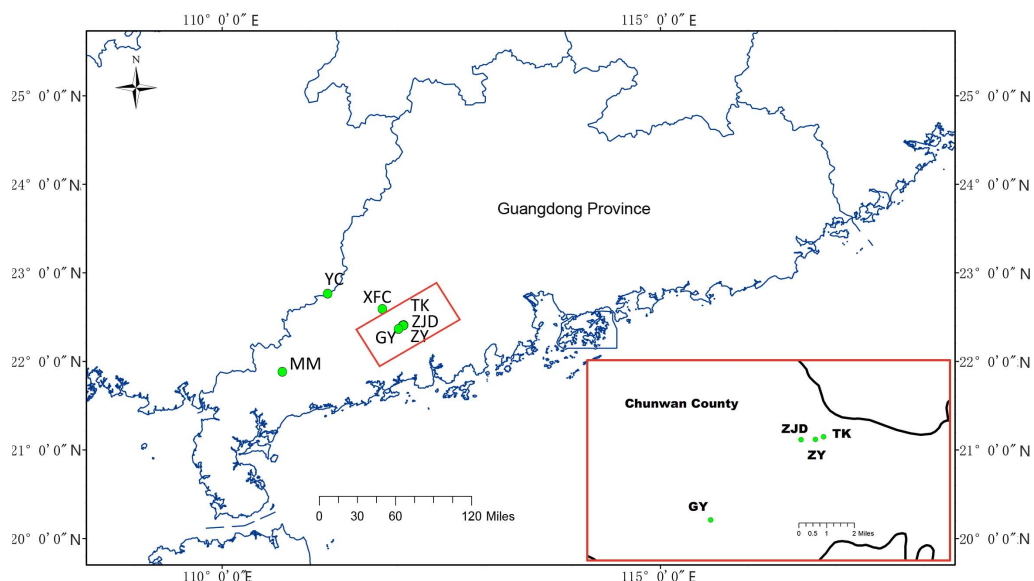 110° 0′0″ E 115° 0′0″ E
N
25° 0′0″N 25° 0′0″N
24° 0′0″N 24° 0′0″N
Guangdong Province
23° 0′0″N 23° 0′0″N
YC
XFC TK
ZJD
GY ZY
22° 0′0″N 22° 0′0″N
MM
Chunwan County
ZJD TK
ZY
21° 0′0″N 21° 0′0″N
GY
0 30 60 120 Miles
0 0.5 1 2 Miles
20° 0′0″N 20° 0′0″N
110° 0′0″E 115° 0′0″E